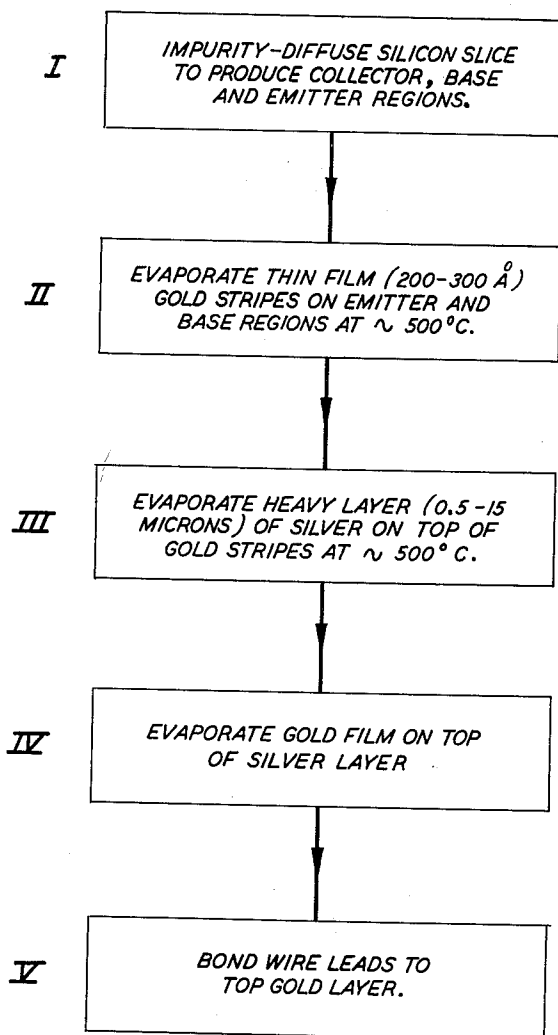 I
IMPURITY-DIFFUSE SILICON SLICE
TO PRODUCE COLLECTOR, BASE
AND EMITTER REGIONS.
II
EVAPORATE THIN FILM (200-300 Å)
GOLD STRIPES ON EMITTER AND
BASE REGIONS AT ~ 500°C.
III
EVAPORATE HEAVY LAYER (0.5-15
MICRONS) OF SILVER ON TOP OF
GOLD STRIPES AT ~ 500°C.
IV
EVAPORATE GOLD FILM ON TOP
OF SILVER LAYER
V
BOND WIRE LEADS TO
TOP GOLD LAYER.